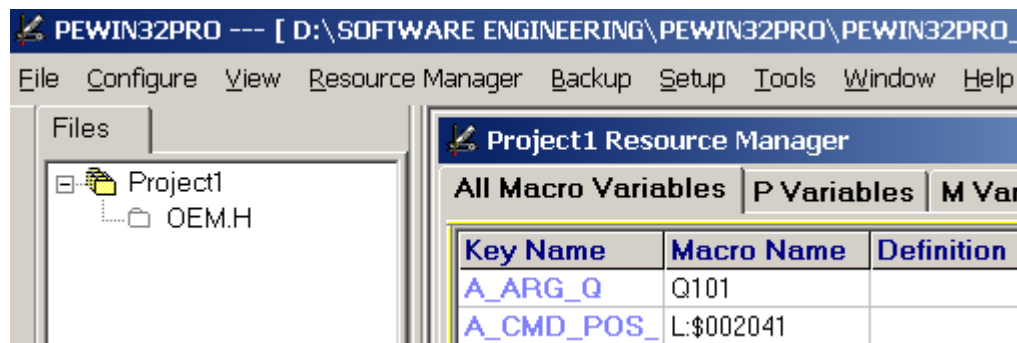 PEWIN32PRO --- [ D:\SOFTWARE ENGINEERING\PEWIN32PRO\PEWIN32PRO_
File Configure View Resource Manager Backup Setup Tools Window Help
Files
Project1
OEM.H
Project1 Resource Manager
All Macro Variables P Variables M Var
Key Name Macro Name Definition
A_ARG_Q Q101
A_CMD_POS_ L:$002041